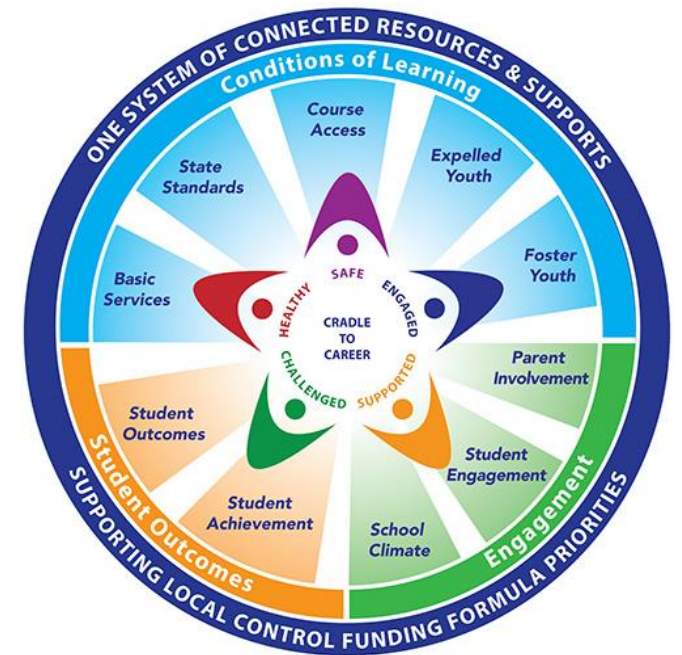 ONE SYSTEM OF CONNECTED RESOURCES & SUPPORTS
Conditions of Learning
Course
Access
State
Standards
Expelled
Youth
Basic
Services
Foster
Youth
SAFE
HEALTHY
ENGAGED
CRADLE
TO
CAREER
CHALLENGED
SUPPORTED
Parent
Involvement
Student
Outcomes
Student
Engagement
Student
Achievement
School
Climate
Student Outcomes
Engagement
SUPPORTING LOCAL CONTROL FUNDING FORMULA PRIORITIES